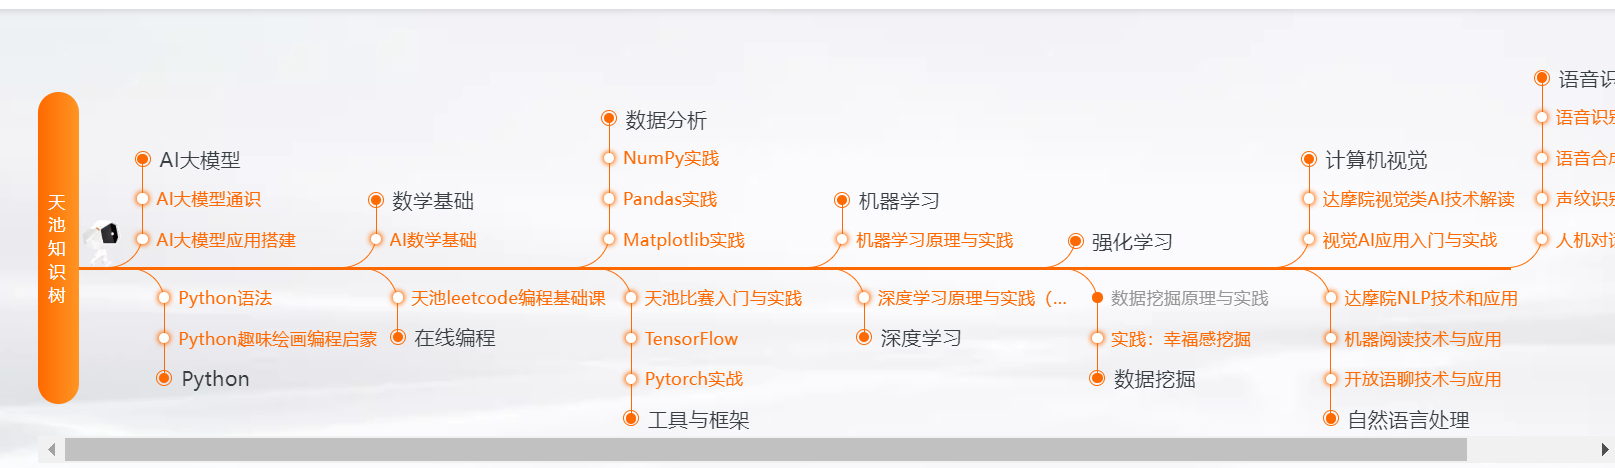 天池知识树
AI大模型
AI大模型通识
AI大模型应用搭建
Python语法
Python趣味绘画编程启蒙
Python
数学基础
AI数学基础
天池leetcode编程基础课
在线编程
数据分析
NumPy实践
Pandas实践
Matplotlib实践
天池比赛入门与实践
TensorFlow
Pytorch实战
工具与框架
机器学习
机器学习原理与实践
深度学习原理与实践（...
深度学习
强化学习
数据挖掘原理与实践
实践：幸福感挖掘
数据挖掘
计算机视觉
达摩院视觉类AI技术解读
视觉AI应用入门与实战
达摩院NLP技术和应用
机器阅读技术与应用
开放语聊技术与应用
自然语言处理
语音识
语音识别
语音合成
声纹识别
人机对话